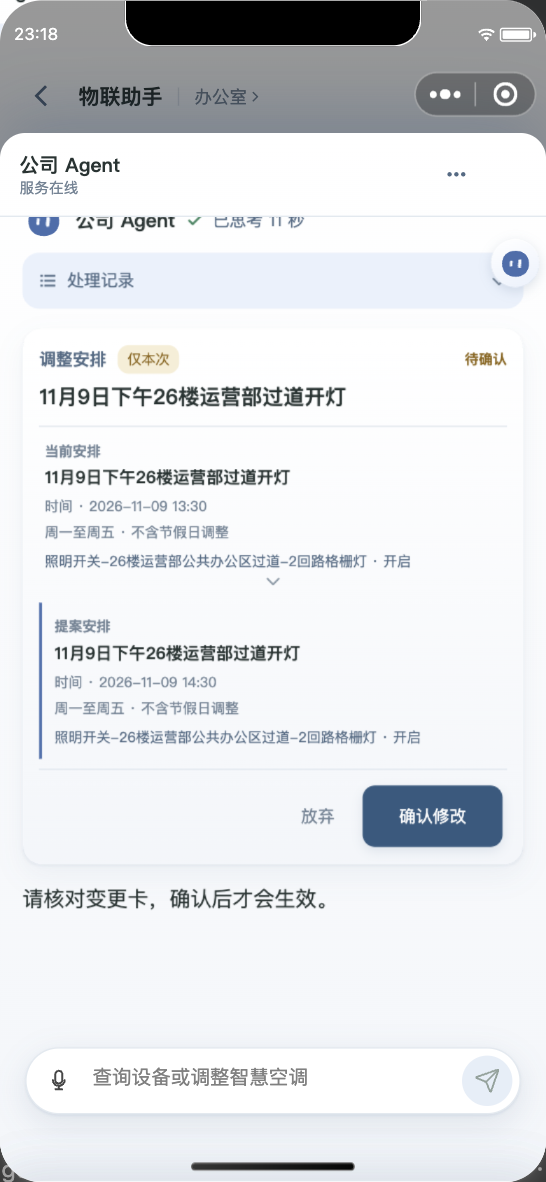 23:18
物联助手
办公室 >
公司 Agent
服务在线
公司 Agent ✓ 已思考 11 秒
处理记录
调整安排 仅本次 待确认
11月9日下午26楼运营部过道开灯
当前安排
11月9日下午26楼运营部过道开灯
时间 · 2026-11-09 13:30
周一至周五 · 不含节假日调整
照明开关-26楼运营部公共办公区过道-2回路格栅灯 · 开启
提案安排
11月9日下午26楼运营部过道开灯
时间 · 2026-11-09 14:30
周一至周五 · 不含节假日调整
照明开关-26楼运营部公共办公区过道-2回路格栅灯 · 开启
放弃 确认修改
请核对变更卡，确认后才会生效。
查询设备或调整智慧空调